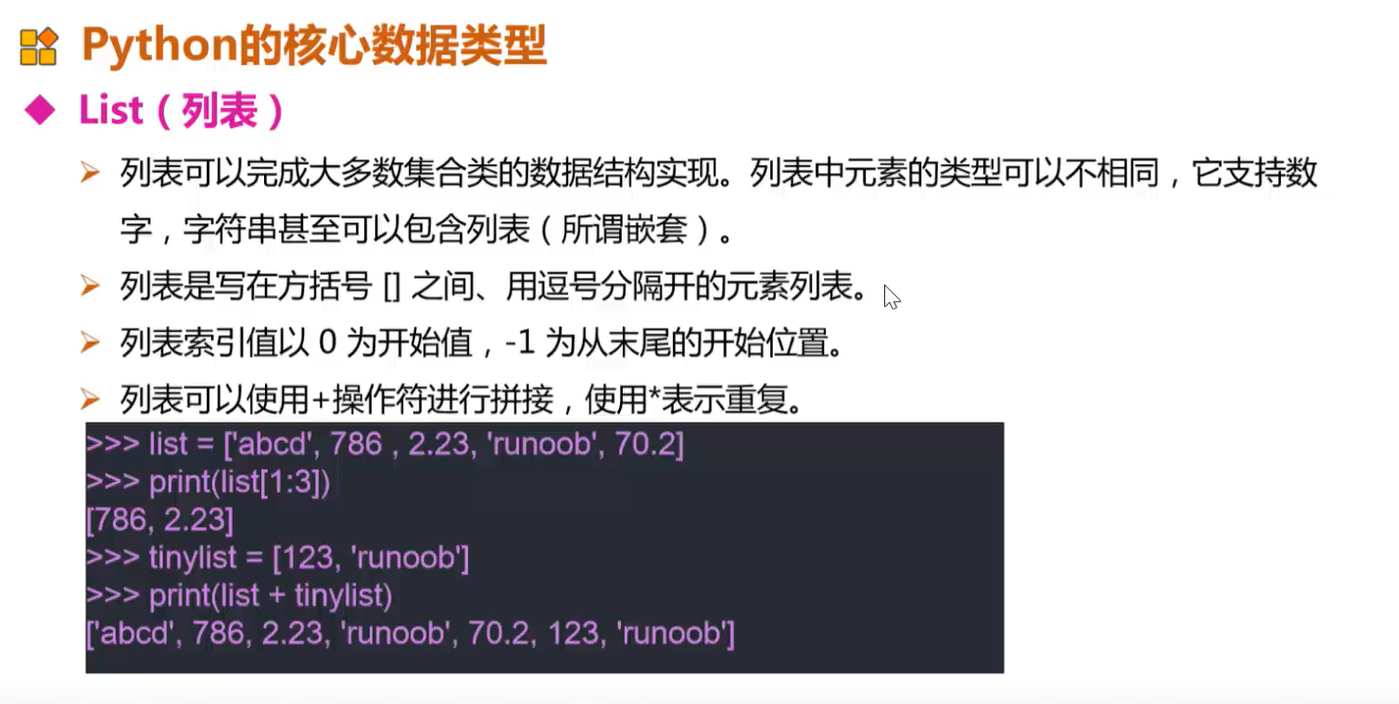 Python的核心数据类型
List（列表）
列表可以完成大多数集合类的数据结构实现。列表中元素的类型可以不相同，它支持数
字，字符串甚至可以包含列表（所谓嵌套）。
列表是写在方括号 [] 之间、用逗号分隔开的元素列表。
列表索引值以 0 为开始值，-1 为从末尾的开始位置。
列表可以使用+操作符进行拼接，使用*表示重复。
>>> list = ['abcd', 786 , 2.23, 'runoob', 70.2]
>>> print(list[1:3])
[786, 2.23]
>>> tinylist = [123, 'runoob']
>>> print(list + tinylist)
['abcd', 786, 2.23, 'runoob', 70.2, 123, 'runoob']